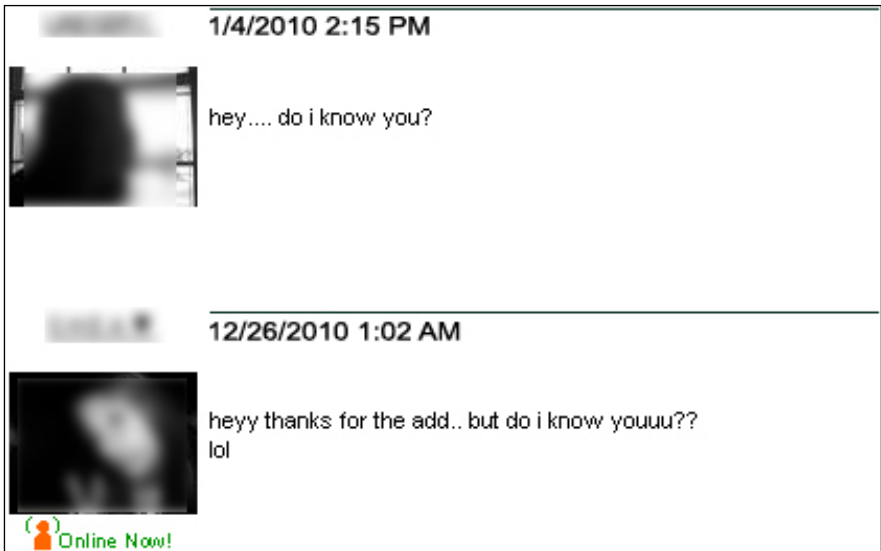 1/4/2010 2:15 PM
hey.... do i know you?
12/26/2010 1:02 AM
heyy thanks for the add.. but do i know youuu??
lol
Online Now!